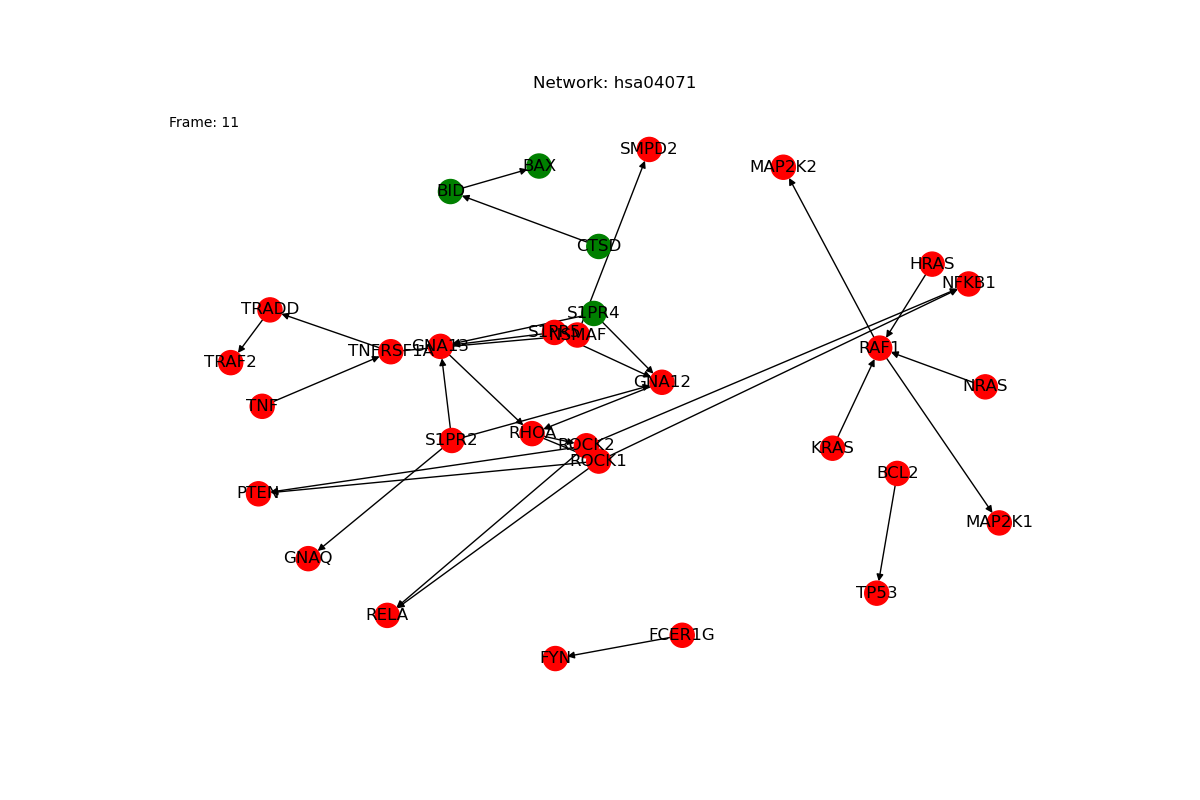 Network: hsa04071
Frame: 11
SMPD2
BAX
MAP2K2
BID
CTSD
HRAS
NFKB1
TRADD
S1PR4
S1PR5
NSMAF
GNA13
TNFRSF1A
RAF1
TRAF2
GNA12
NRAS
TNF
RHOA
S1PR2
ROCK2
KRAS
ROCK1
BCL2
PTEN
MAP2K1
GNAQ
TP53
RELA
FCER1G
FYN